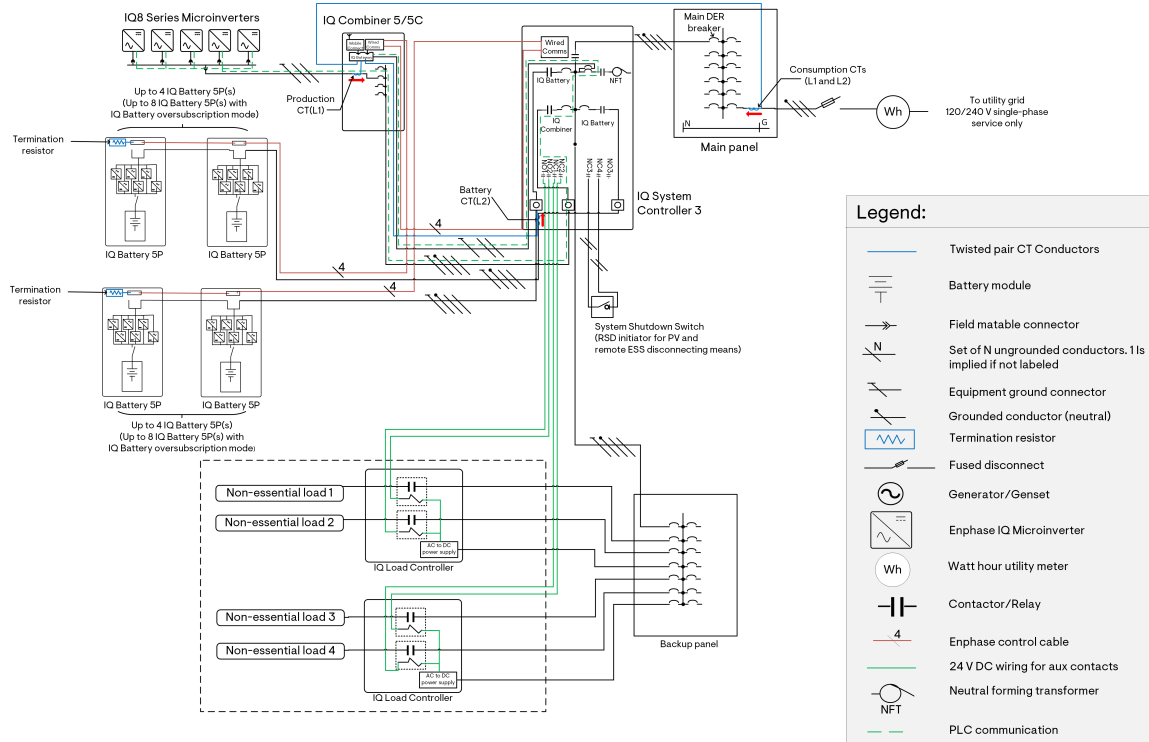 IQ8 Series Microinverters
IQ Combiner 5/5C
Main DER
breaker
Wired
Comms
Wired
Comms
IQ Battery
NFT
Consumption CTs
(L1 and L2)
Production
CT(L1)
Up to 4 IQ Battery 5P(s)
(Up to 8 IQ Battery 5P(s) with
IQ Battery oversubscription mode)
Wh
To utility grid
120/240 V single-phase
service only
N
G
Main panel
IQ
Combiner
IQ Battery
Termination
resistor
NO1
NO2
NC1
NC2
NO3
NC4
NO3
Battery
CT(L2)
IQ System
Controller 3
4
IQ Battery 5P
IQ Battery 5P
4
4
Termination
resistor
System Shutdown Switch
(RSD initiator for PV and
remote ESS disconnecting means)
IQ Battery 5P
IQ Battery 5P
Up to 4 IQ Battery 5P(s)
(Up to 8 IQ Battery 5P(s) with
IQ Battery oversubscription mode)
Non-essential load 1
Non-essential load 2
AC to DC
power supply
IQ Load Controller
Non-essential load 3
Non-essential load 4
AC to DC
power supply
IQ Load Controller
Backup panel
Legend:
Twisted pair CT Conductors
Battery module
Field matable connector
N
Set of N ungrounded conductors. 1 Is
implied if not labeled
Equipment ground connector
Grounded conductor (neutral)
Termination resistor
Fused disconnect
Generator/Genset
Enphase IQ Microinverter
Wh
Watt hour utility meter
Contactor/Relay
4
Enphase control cable
24 V DC wiring for aux contacts
Neutral forming transformer
NFT
PLC communication